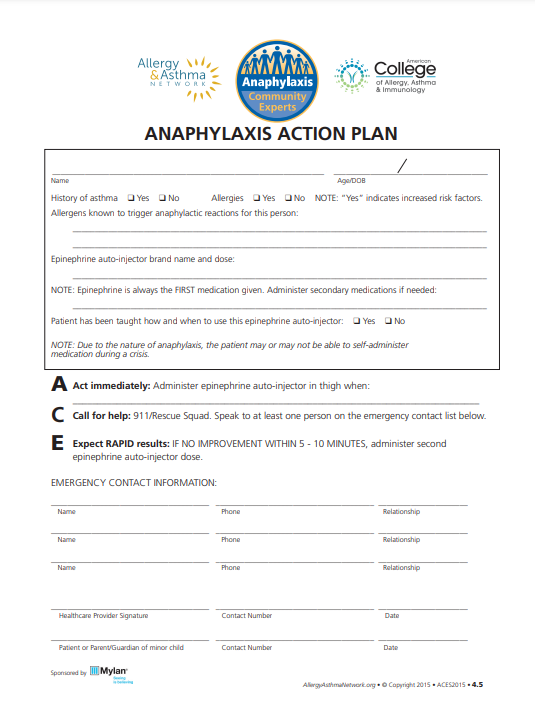 Allergy
&Asthma
NETWORK
Anaphylaxis
Community
Experts
American
College
of Allergy, Asthma
& Immunology
ANAPHYLAXIS ACTION PLAN
/
Name Age/DOB
History of asthma ❑ Yes ❑ No Allergies ❑ Yes ❑ No NOTE: “Yes” indicates increased risk factors.
Allergens known to trigger anaphylactic reactions for this person:
Epinephrine auto-injector brand name and dose:
NOTE: Epinephrine is always the FIRST medication given. Administer secondary medications if needed:
Patient has been taught how and when to use this epinephrine auto-injector: ❑ Yes ❑ No
NOTE: Due to the nature of anaphylaxis, the patient may or may not be able to self-administer
medication during a crisis.
A Act immediately: Administer epinephrine auto-injector in thigh when:
C Call for help: 911/Rescue Squad. Speak to at least one person on the emergency contact list below.
E Expect RAPID results: IF NO IMPROVEMENT WITHIN 5 - 10 MINUTES, administer second
epinephrine auto-injector dose.
EMERGENCY CONTACT INFORMATION:
Name Phone Relationship
Name Phone Relationship
Name Phone Relationship
Healthcare Provider Signature Contact Number Date
Patient or Parent/Guardian of minor child Contact Number Date
Sponsored by Mylan®
AllergyAsthmaNetwork.org • © Copyright 2015 • ACES2015 • 4.5